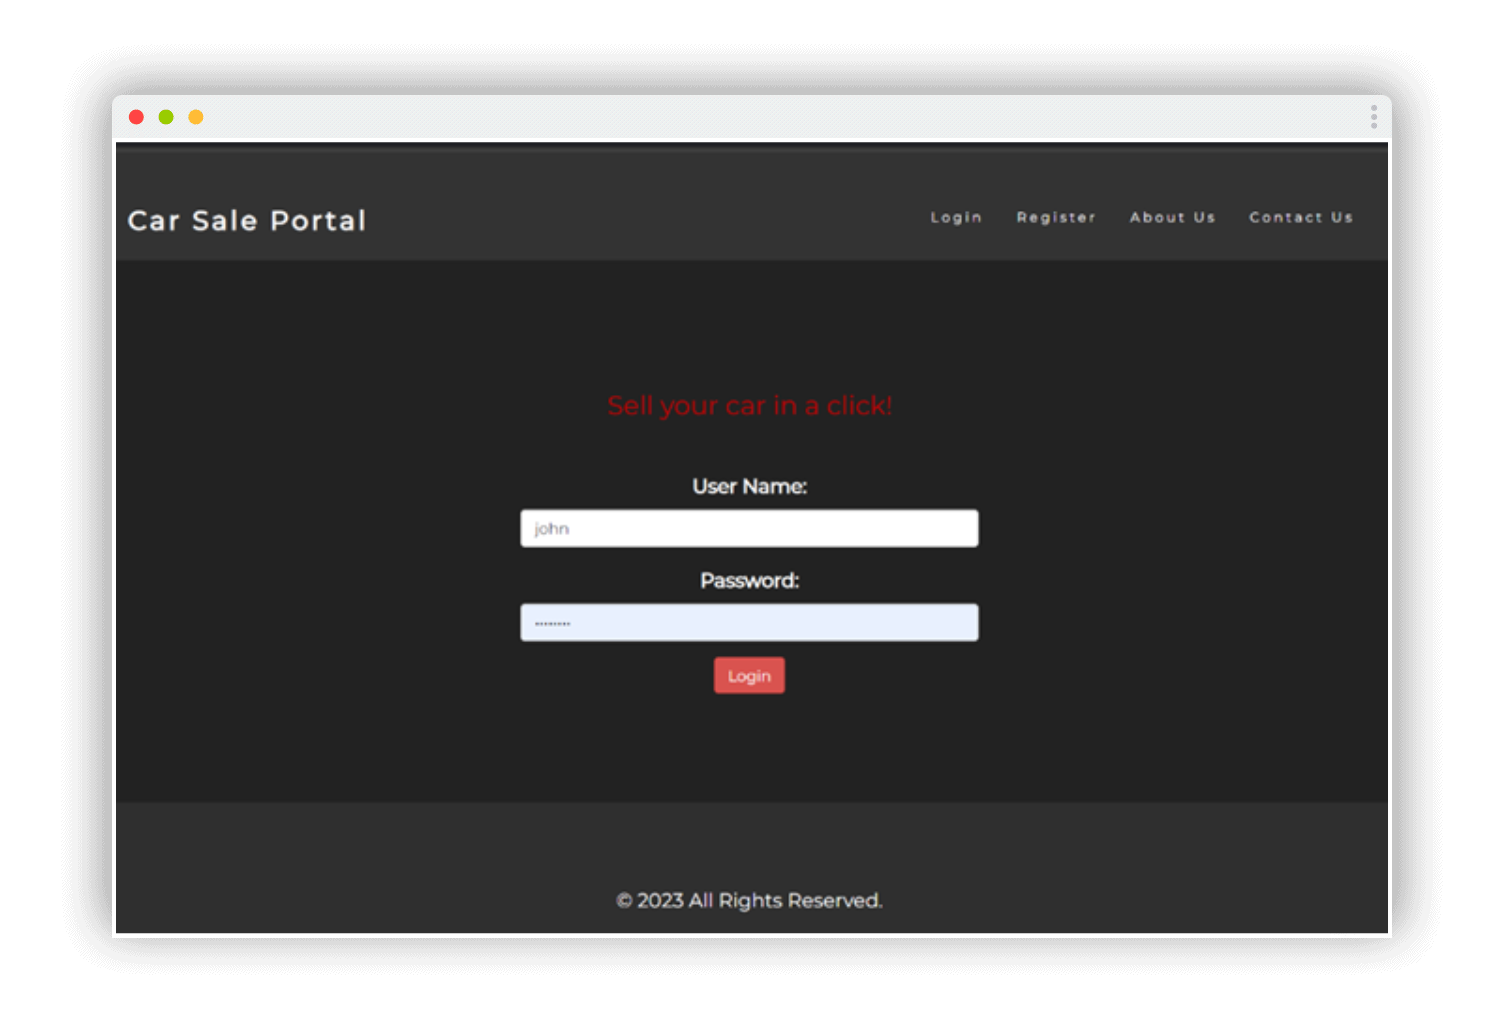 Car Sale Portal
Login Register About Us Contact Us
Sell your car in a click!
User Name:
john
Password:
Login
© 2023 All Rights Reserved.